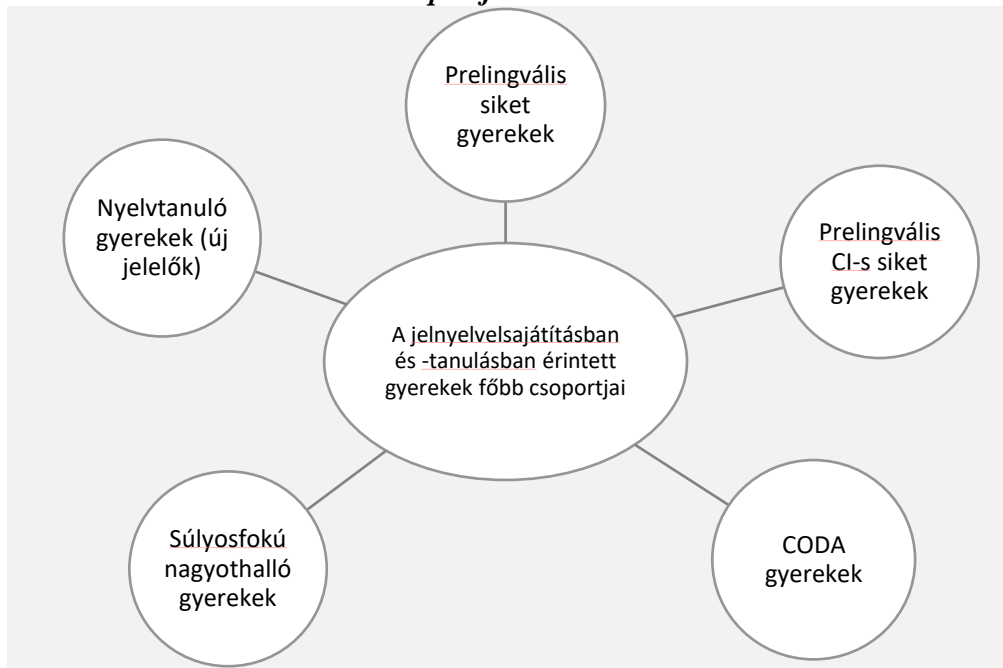 Prelingvális
siket
gyerekek
Nyelvtanuló
gyerekek (új
jelelők)
Prelingvális
CI-s siket
gyerekek
A jelnyelvelsajátításban
és -tanulásban érintett
gyerekek főbb csoportjai
Súlyosfokú
nagyothalló
gyerekek
CODA
gyerekek